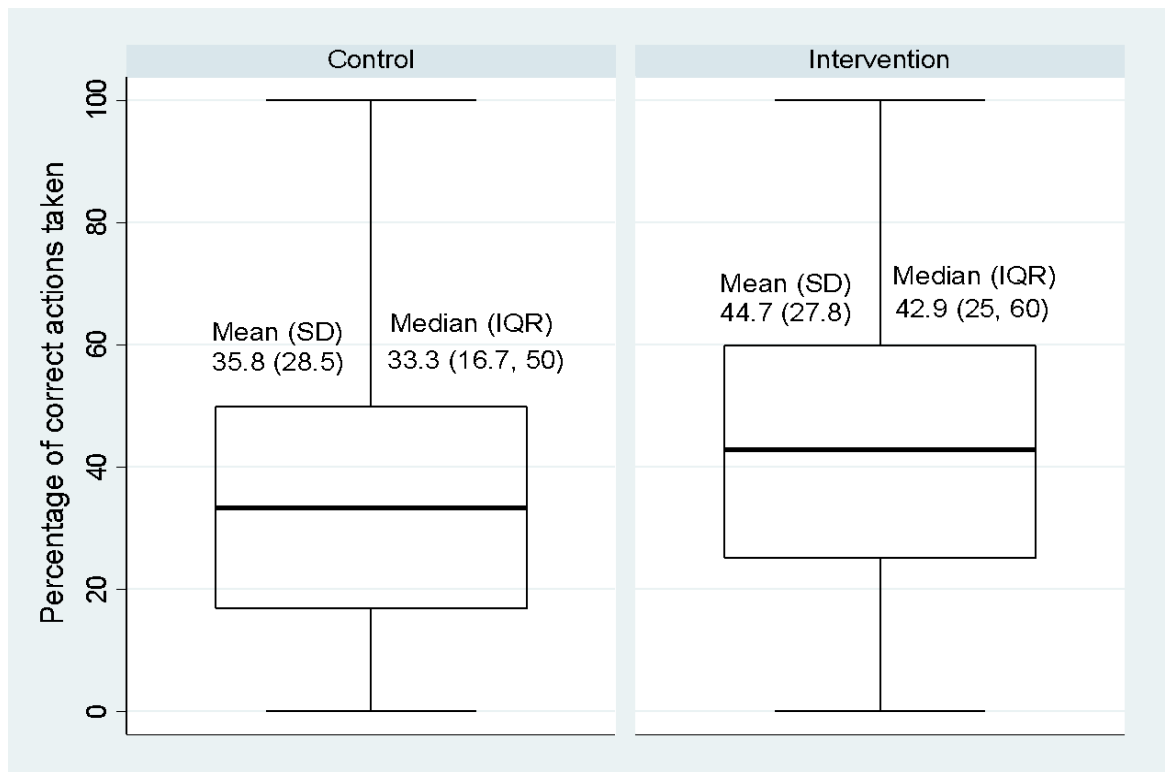 Control
Intervention
Percentage of correct actions taken
100
80
60
40
20
0
Mean (SD)
35.8 (28.5)
Median (IQR)
33.3 (16.7, 50)
Mean (SD)
44.7 (27.8)
Median (IQR)
42.9 (25, 60)